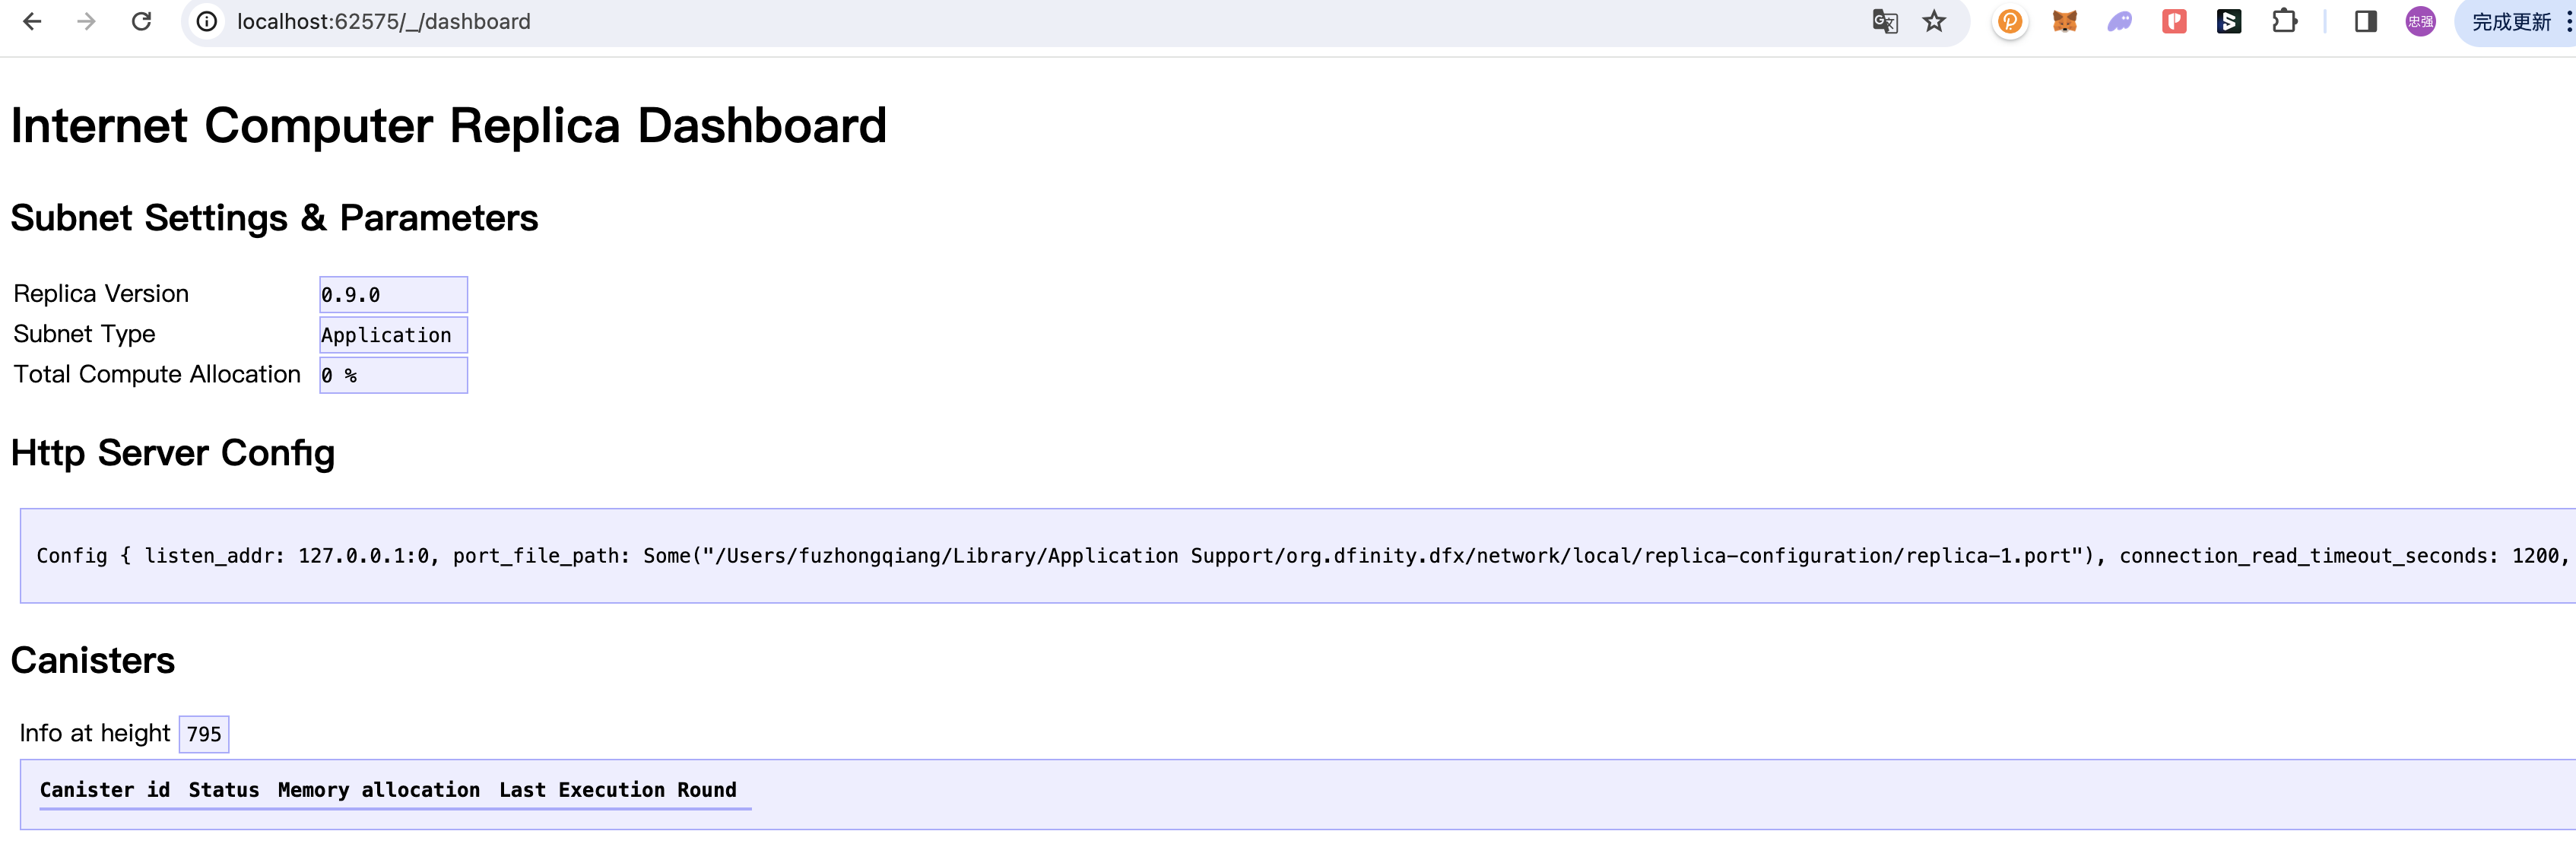 localhost:62575/_/dashboard
忠强
完成更新
Internet Computer Replica Dashboard
Subnet Settings & Parameters
Replica Version 0.9.0
Subnet Type Application
Total Compute Allocation 0 %
Http Server Config
Config { listen_addr: 127.0.0.1:0, port_file_path: Some("/Users/fuzhongqiang/Library/Application Support/org.dfinity.dfx/network/local/replica-configuration/replica-1.port"), connection_read_timeout_seconds: 1200,
Canisters
Info at height 795
Canister id Status Memory allocation Last Execution Round